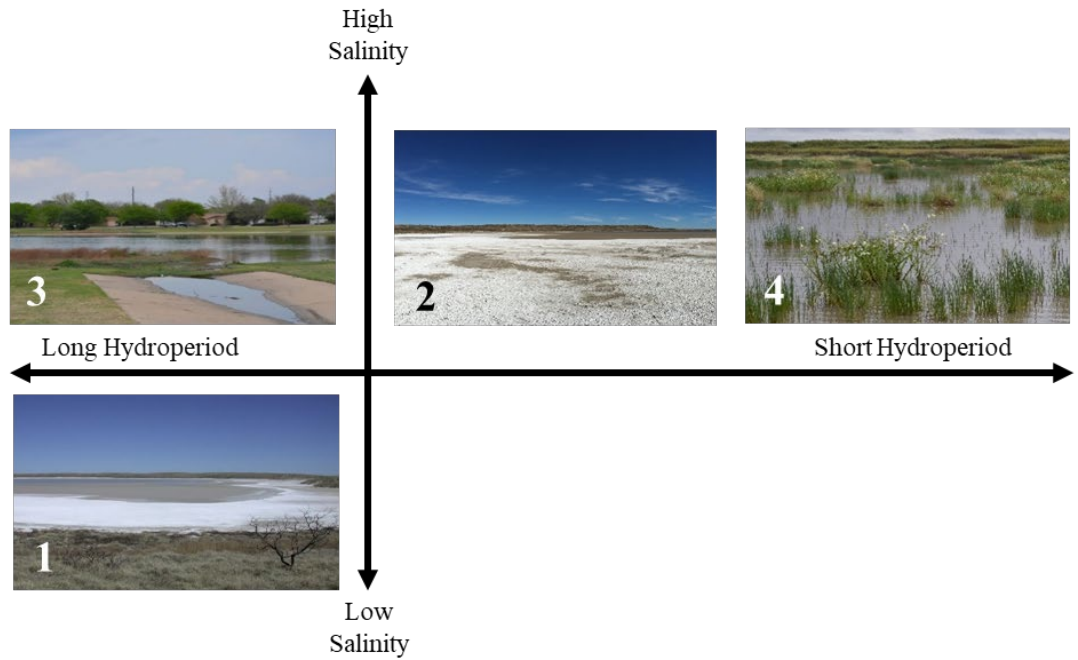 High
Salinity
3
2
4
Long Hydroperiod
Short Hydroperiod
1
Low
Salinity